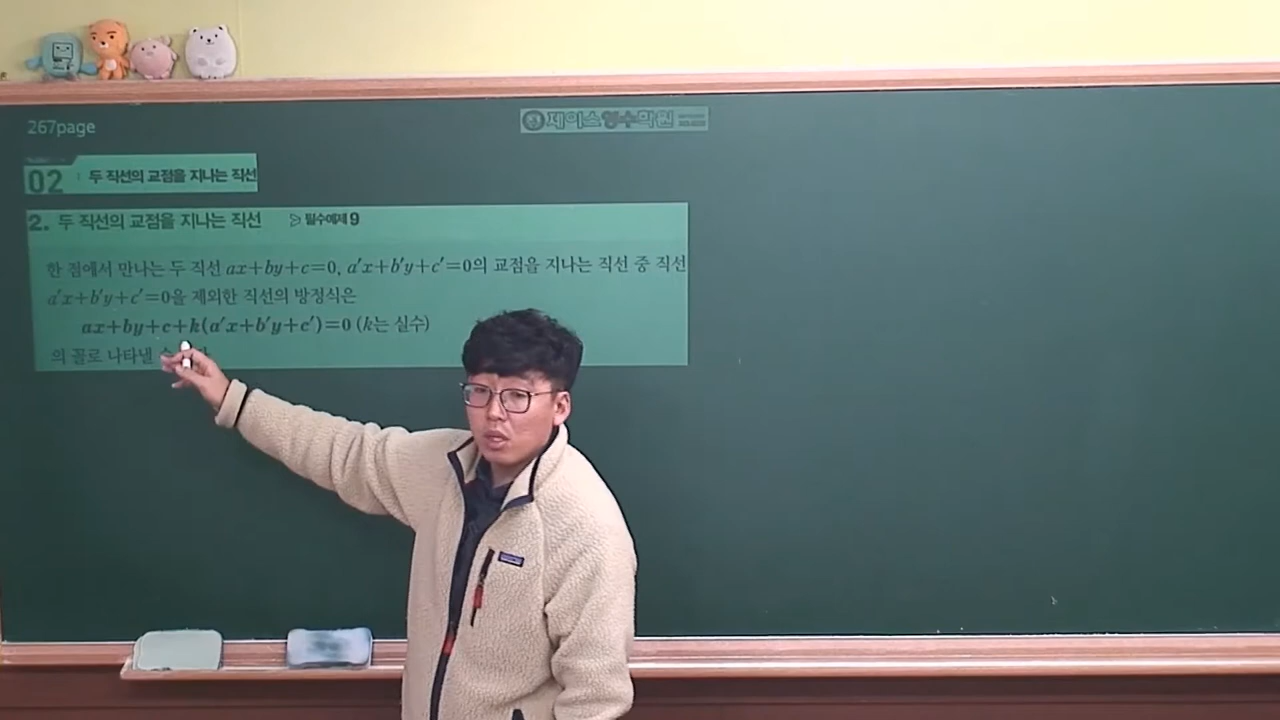 267page
제이스영수학원
02 두 직선의 교점을 지나는 직선
2. 두 직선의 교점을 지나는 직선 ▷ 필수예제 9
한 점에서 만나는 두 직선 ax+by+c=0, a′x+b′y+c′=0의 교점을 지나는 직선 중 직선
a′x+b′y+c′=0을 제외한 직선의 방정식은
ax+by+c+k(a′x+b′y+c′)=0 (k는 실수)
의 꼴로 나타낼